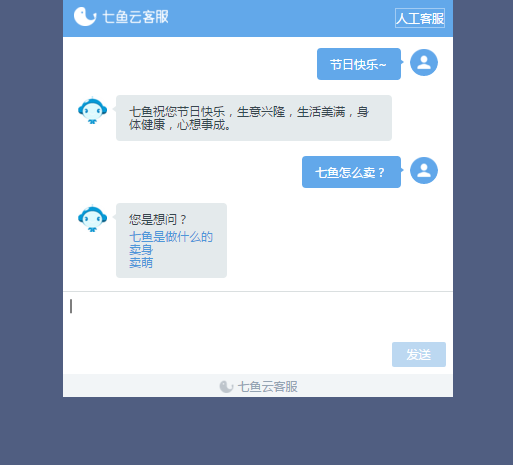 七鱼云客服
人工客服
节日快乐~
七鱼祝您节日快乐，生意兴隆，生活美满，身
体健康，心想事成。
七鱼怎么卖？
您是想问？
七鱼是做什么的
卖身
卖萌
发送
七鱼云客服